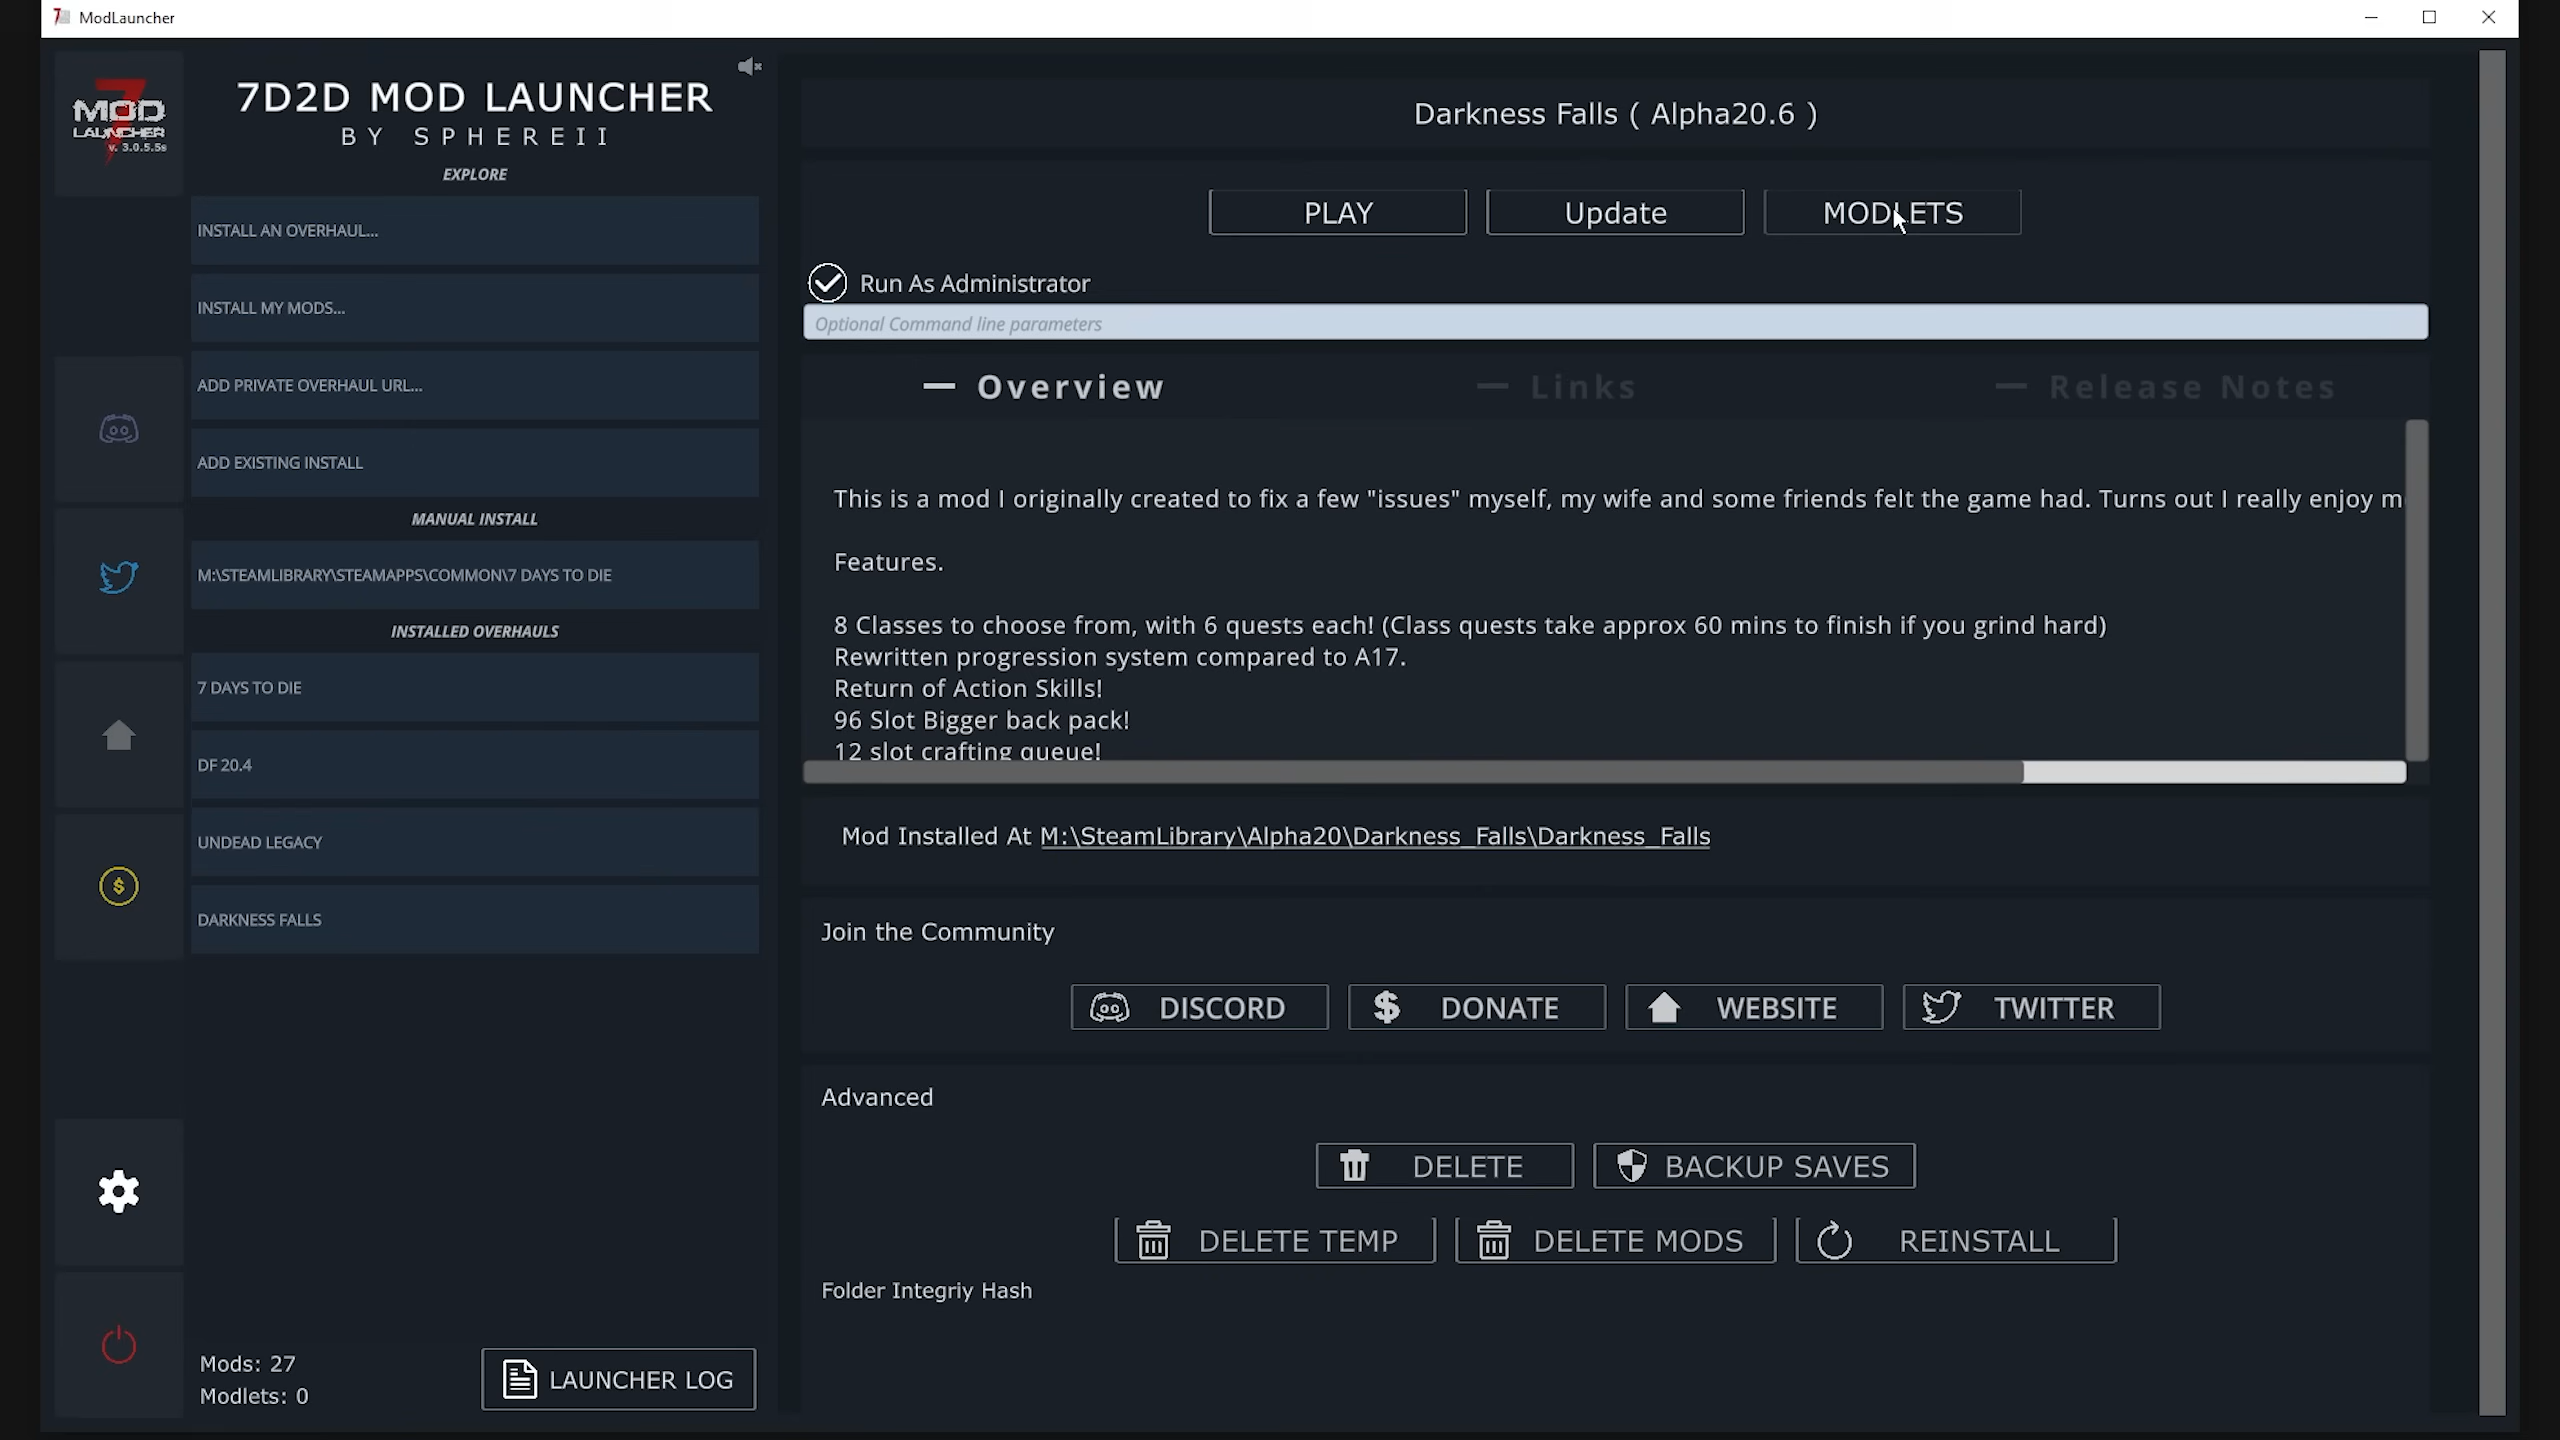 ModLauncher
7
MOD
LAUNCHER
v. 3.0.5.5s
7D2D MOD LAUNCHER
BY SPHEREII
EXPLORE
INSTALL AN OVERHAUL...
INSTALL MY MODS...
ADD PRIVATE OVERHAUL URL...
ADD EXISTING INSTALL
MANUAL INSTALL
M:\STEAMLIBRARY\STEAMAPPS\COMMON\7 DAYS TO DIE
INSTALLED OVERHAULS
7 DAYS TO DIE
DF 20.4
UNDEAD LEGACY
DARKNESS FALLS
Mods: 27
Modlets: 0
LAUNCHER LOG
Darkness Falls ( Alpha20.6 )
PLAY Update MODLETS
Run As Administrator
Optional Command line parameters
Overview Links Release Notes
This is a mod I originally created to fix a few "issues" myself, my wife and some friends felt the game had. Turns out I really enjoy m
Features.
8 Classes to choose from, with 6 quests each! (Class quests take approx 60 mins to finish if you grind hard)
Rewritten progression system compared to A17.
Return of Action Skills!
96 Slot Bigger back pack!
12 slot crafting queue!
Mod Installed At M:\SteamLibrary\Alpha20\Darkness_Falls\Darkness_Falls
Join the Community
DISCORD $ DONATE WEBSITE TWITTER
Advanced
DELETE BACKUP SAVES
DELETE TEMP DELETE MODS REINSTALL
Folder Integriy Hash